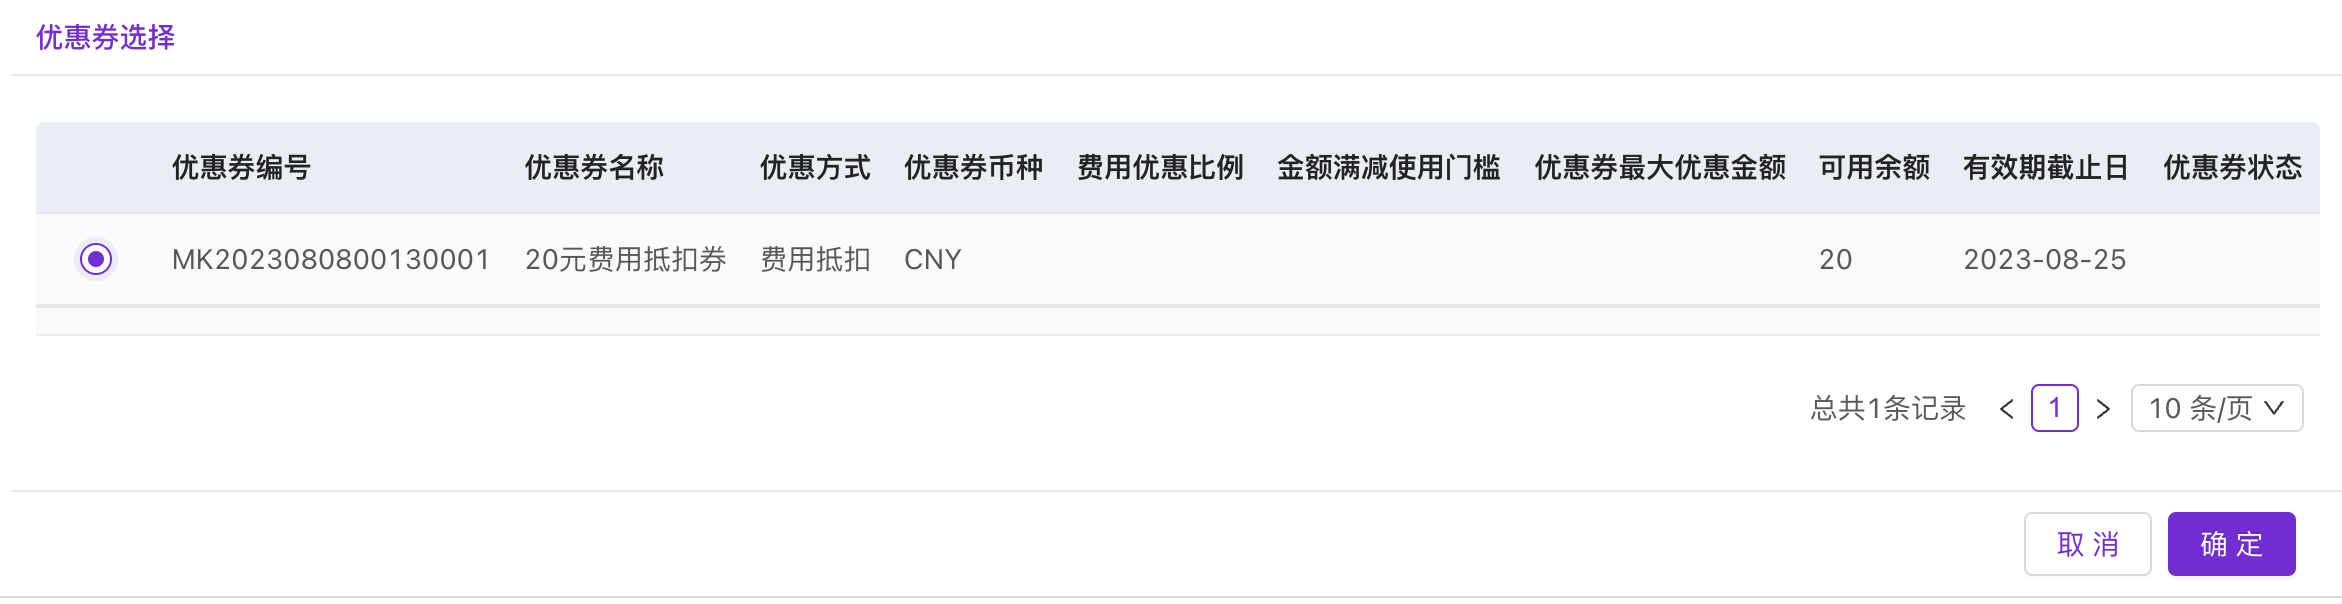 优惠券选择
优惠券编号 优惠券名称 优惠方式 优惠券币种 费用优惠比例 金额满减使用门槛 优惠券最大优惠金额 可用余额 有效期截止日 优惠券状态
MK2023080800130001 20元费用抵扣券 费用抵扣 CNY 20 2023-08-25
总共1条记录 < 1 > 10 条/页
取 消 确 定